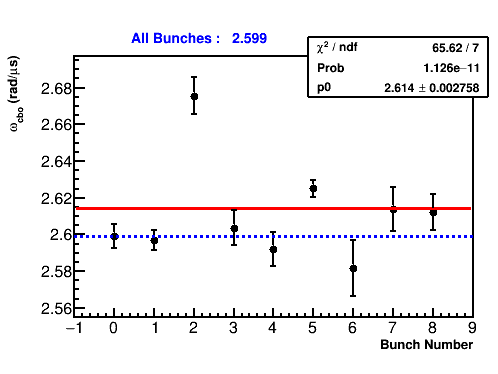 All Bunches :   2.599
χ² / ndf 65.62 / 7
Prob 1.126e−11
p0 2.614 ± 0.002758
ω_cbo (rad/μs)
2.68
2.66
2.64
2.62
2.6
2.58
2.56
−1 0 1 2 3 4 5 6 7 8 9
Bunch Number